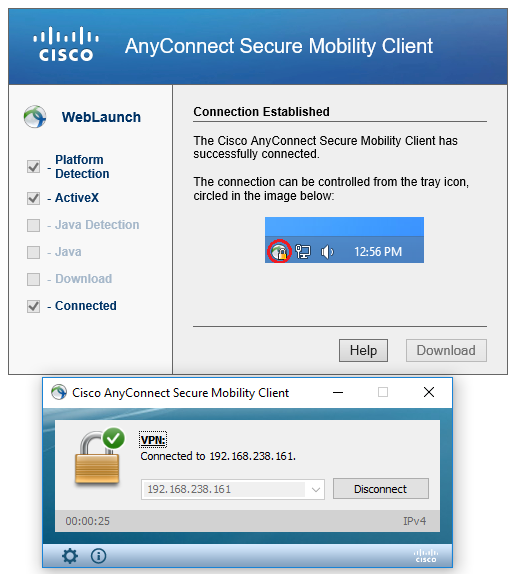 CISCO
AnyConnect Secure Mobility Client
WebLaunch
- Platform
Detection
- ActiveX
- Java Detection
- Java
- Download
- Connected
Connection Established
The Cisco AnyConnect Secure Mobility Client has
successfully connected.
The connection can be controlled from the tray icon,
circled in the image below:
12:56 PM
Help
Download
Cisco AnyConnect Secure Mobility Client
VPN:
Connected to 192.168.238.161.
192.168.238.161
Disconnect
00:00:25
IPv4
CISCO